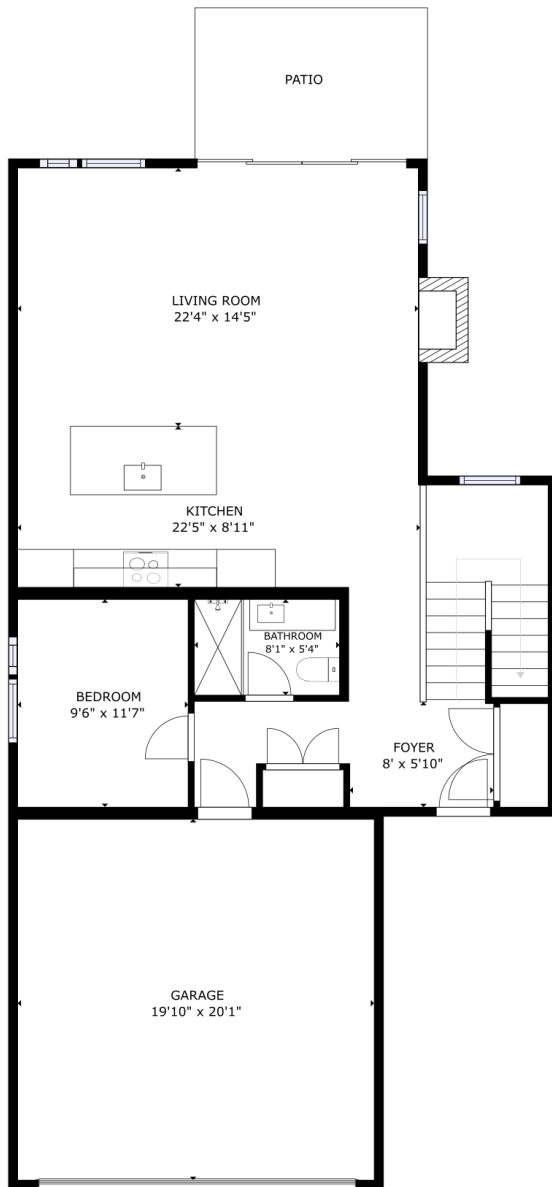 PATIO
LIVING ROOM
22'4" x 14'5"
KITCHEN
22'5" x 8'11"
BATHROOM
8'1" x 5'4"
BEDROOM
9'6" x 11'7"
FOYER
8' x 5'10"
GARAGE
19'10" x 20'1"